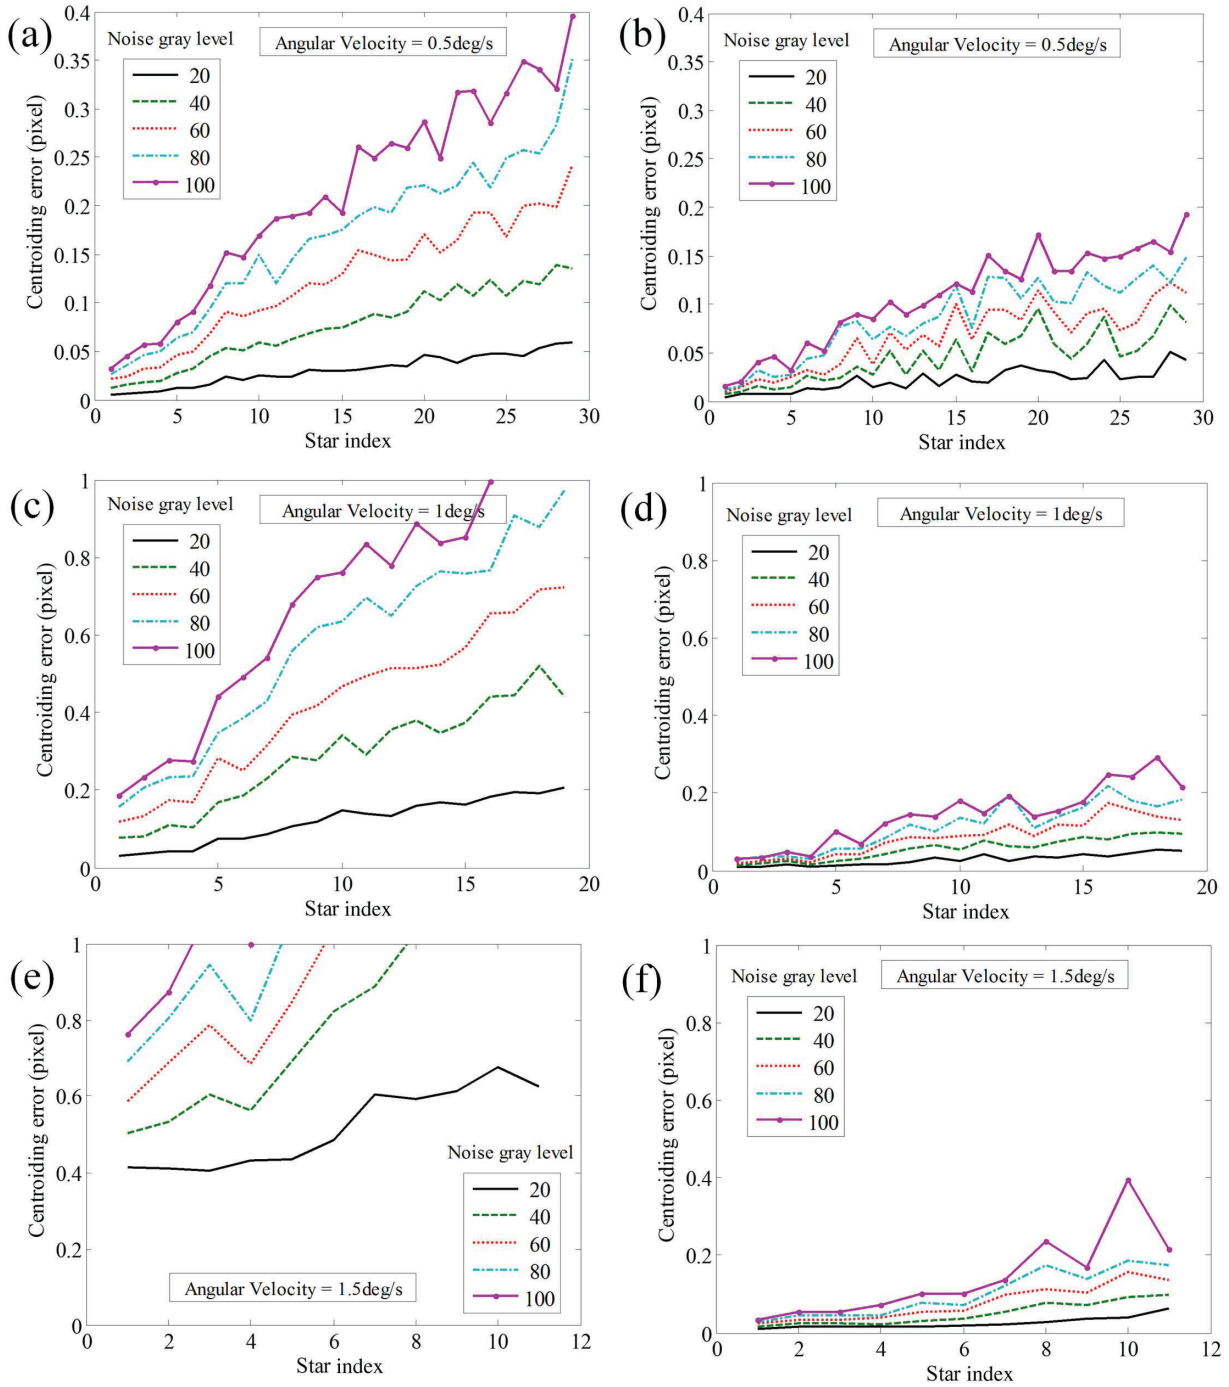 (a)
Noise gray level
Angular Velocity = 0.5deg/s
20
40
60
80
100
0.4
0.35
0.3
0.25
0.2
0.15
0.1
0.05
0
Centroiding error (pixel)
0 5 10 15 20 25 30
Star index
(b)
Noise gray level
Angular Velocity = 0.5deg/s
20
40
60
80
100
0.4
0.35
0.3
0.25
0.2
0.15
0.1
0.05
0
Centroiding error (pixel)
0 5 10 15 20 25 30
Star index
(c)
Noise gray level
Angular Velocity = 1deg/s
20
40
60
80
100
1
0.8
0.6
0.4
0.2
0
Centroiding error (pixel)
0 5 10 15 20
Star index
(d)
Noise gray level
Angular Velocity = 1deg/s
20
40
60
80
100
1
0.8
0.6
0.4
0.2
0
Centroiding error (pixel)
0 5 10 15 20
Star index
(e)
1
0.8
0.6
0.4
0.2
0
Centroiding error (pixel)
Noise gray level
20
40
60
80
100
Angular Velocity = 1.5deg/s
0 2 4 6 8 10 12
Star index
(f)
Noise gray level
Angular Velocity = 1.5deg/s
20
40
60
80
100
1
0.8
0.6
0.4
0.2
0
Centroiding error (pixel)
0 2 4 6 8 10 12
Star index